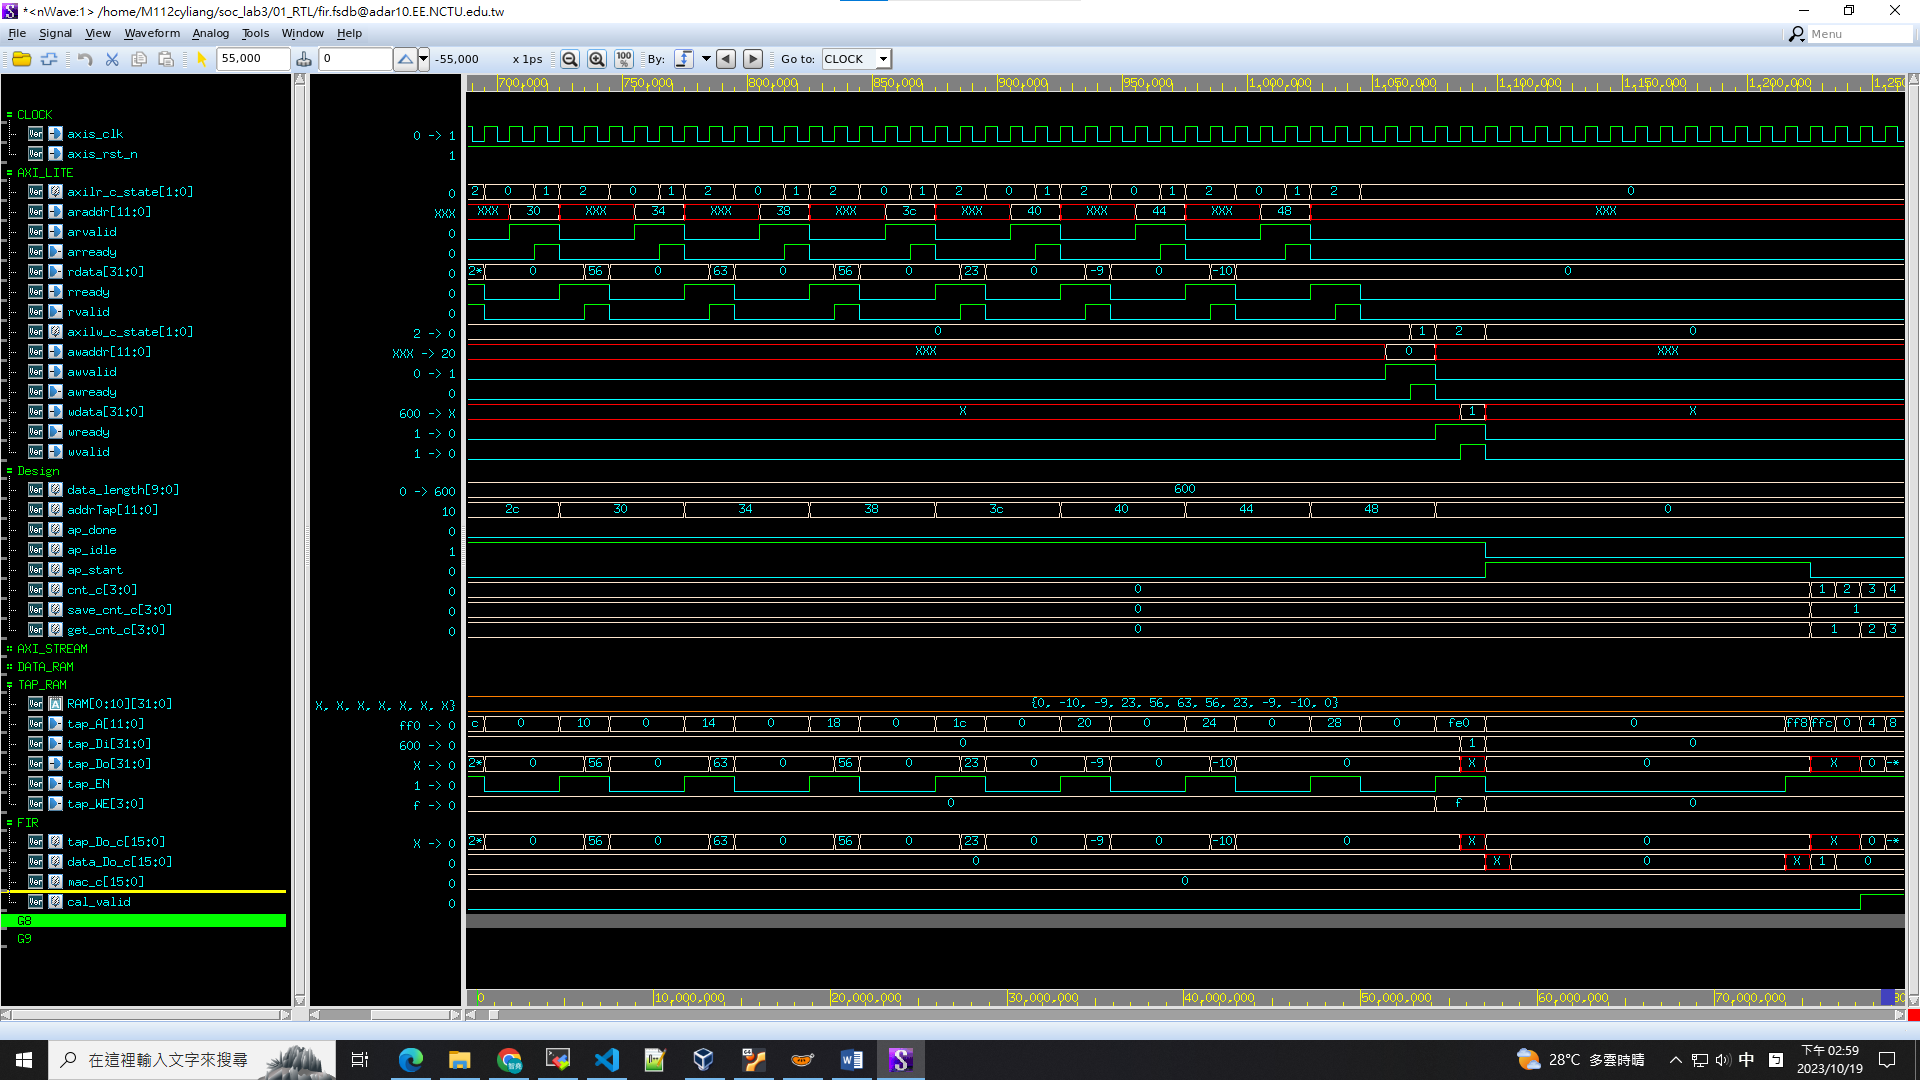 *<nWave:1> /home/M112cyliang/soc_lab3/01_RTL/fir.fsdb@adar10.EE.NCTU.edu.tw
File Signal View Waveform Analog Tools Window Help Menu
55,000 0 -55,000 x 1ps 100% By: Go to: CLOCK
700,000 750,000 800,000 850,000 900,000 950,000 1,000,000 1,050,000 1,100,000 1,150,000 1,200,000
CLOCK
axis_clk 0 -> 1
axis_rst_n 1
AXI_LITE
axilr_c_state[1:0] 0 2 0 1 2 0 1 2 0 1 2 0 1 2 0 1 2 0 1 2 0 1 2 0
araddr[11:0] XXX XXX 30 XXX 34 XXX 38 XXX 3c XXX 40 XXX 44 XXX 48 XXX
arvalid 0
arready 0
rdata[31:0] 0 2* 0 56 0 63 0 56 0 23 0 -9 0 -10 0
rready 0
rvalid 0
axilw_c_state[1:0] 2 -> 0 0 1 2 0
awaddr[11:0] XXX -> 20 XXX 0 XXX
awvalid 0 -> 1
awready 0
wdata[31:0] 600 -> X X 1 X
wready 1 -> 0
wvalid 1 -> 0
Design
data_length[9:0] 0 -> 600 600
addrTap[11:0] 10 2c 30 34 38 3c 40 44 48 0
ap_done 0
ap_idle 1
ap_start 0
cnt_c[3:0] 0 0 1 2 3 4
save_cnt_c[3:0] 0 0 1
get_cnt_c[3:0] 0 0 1 2 3
AXI_STREAM
DATA_RAM
TAP_RAM
RAM[0:10][31:0] X, X, X, X, X, X, X} {0, -10, -9, 23, 56, 63, 56, 23, -9, -10, 0}
tap_A[11:0] ff0 -> 0 c 0 10 0 14 0 18 0 1c 0 20 0 24 0 28 0 fe0 0 ff8 ffc 0 4 8
tap_Di[31:0] 600 -> 0 0 1 0
tap_Do[31:0] X -> 0 2* 0 56 0 63 0 56 0 23 0 -9 0 -10 0 X 0 X 0 -*
tap_EN 1 -> 0
tap_WE[3:0] f -> 0 0 f 0
FIR
tap_Do_c[15:0] X -> 0 2* 0 56 0 63 0 56 0 23 0 -9 0 -10 0 X 0 X 0 -*
data_Do_c[15:0] 0 0 X 0 X 1 0
mac_c[15:0] 0 0
cal_valid 0
G8
G9
0 10,000,000 20,000,000 30,000,000 40,000,000 50,000,000 60,000,000 70,000,000
在這裡輸入文字來搜尋 28°C 多雲時晴 中 下午 02:59
2023/10/19